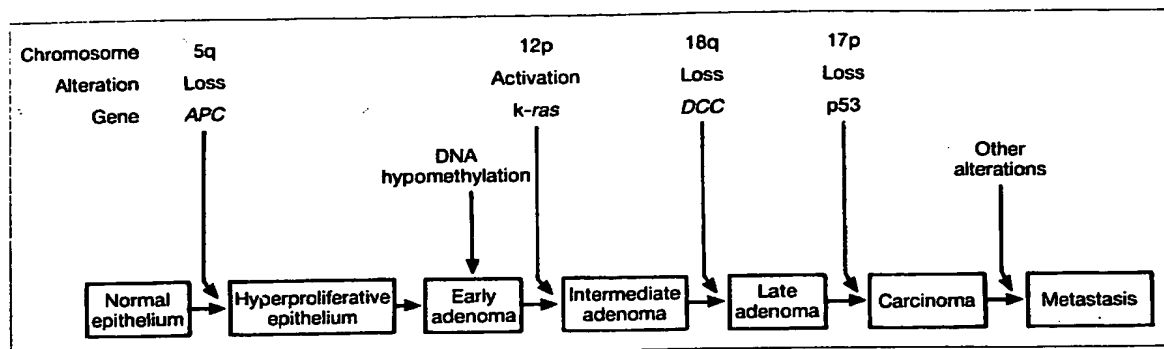 Chromosome 5q 12p 18q 17p
Alteration Loss Activation Loss Loss
Gene APC k-ras DCC p53
DNA
hypomethylation
Other
alterations
Normal
epithelium
Hyperproliferative
epithelium
Early
adenoma
Intermediate
adenoma
Late
adenoma
Carcinoma
Metastasis